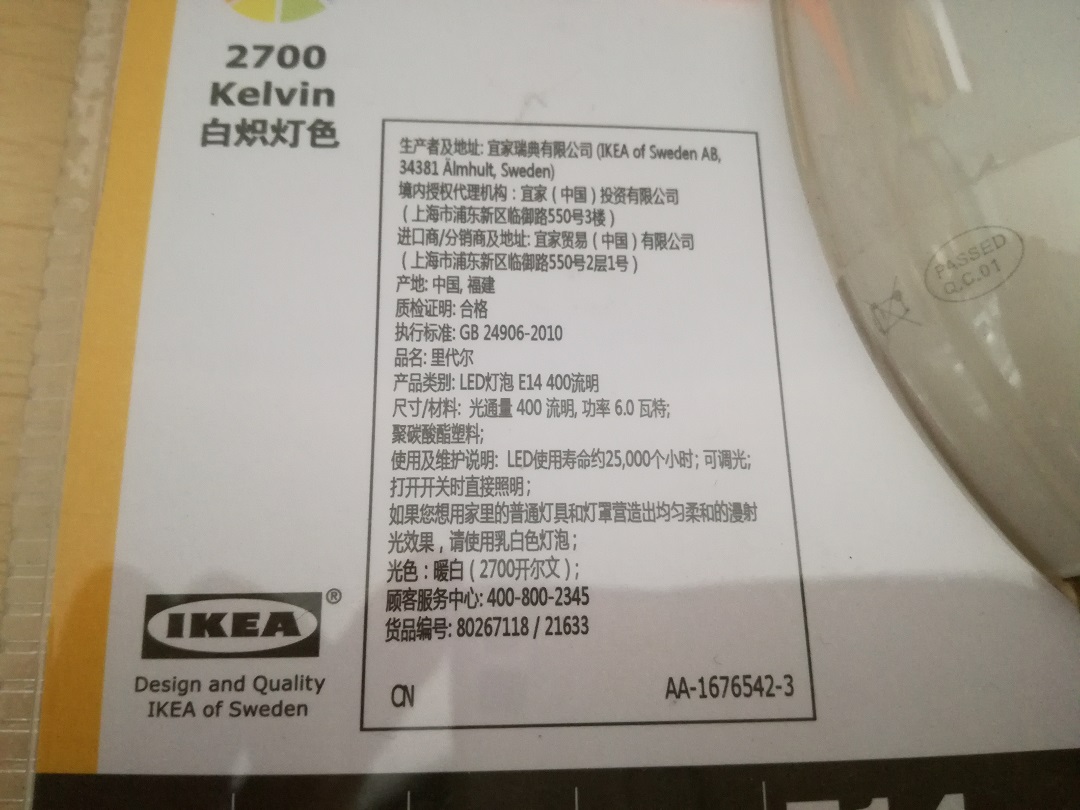 2700
Kelvin
白炽灯色
生产者及地址: 宜家瑞典有限公司 (IKEA of Sweden AB,
34381 Älmhult, Sweden)
境内授权代理机构：宜家（中国）投资有限公司
（上海市浦东新区临御路550号3楼）
进口商/分销商及地址: 宜家贸易（中国）有限公司
（上海市浦东新区临御路550号2层1号）
产地: 中国, 福建
质检证明: 合格
执行标准: GB 24906-2010
品名: 里代尔
产品类别: LED灯泡 E14 400流明
尺寸/材料: 光通量 400 流明, 功率 6.0 瓦特;
聚碳酸酯塑料;
使用及维护说明: LED使用寿命约25,000个小时; 可调光;
打开开关时直接照明;
如果您想用家里的普通灯具和灯罩营造出均匀柔和的漫射
光效果，请使用乳白色灯泡；
光色：暖白（2700开尔文）;
顾客服务中心: 400-800-2345
货品编号: 80267118 / 21633
CN
AA-1676542-3
IKEA®
Design and Quality
IKEA of Sweden
PASSED
Q.C.01